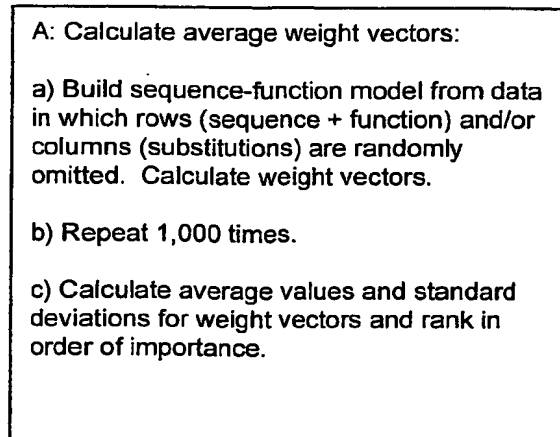 A: Calculate average weight vectors:
a) Build sequence-function model from data
in which rows (sequence + function) and/or
columns (substitutions) are randomly
omitted.  Calculate weight vectors.
b) Repeat 1,000 times.
c) Calculate average values and standard
deviations for weight vectors and rank in
order of importance.